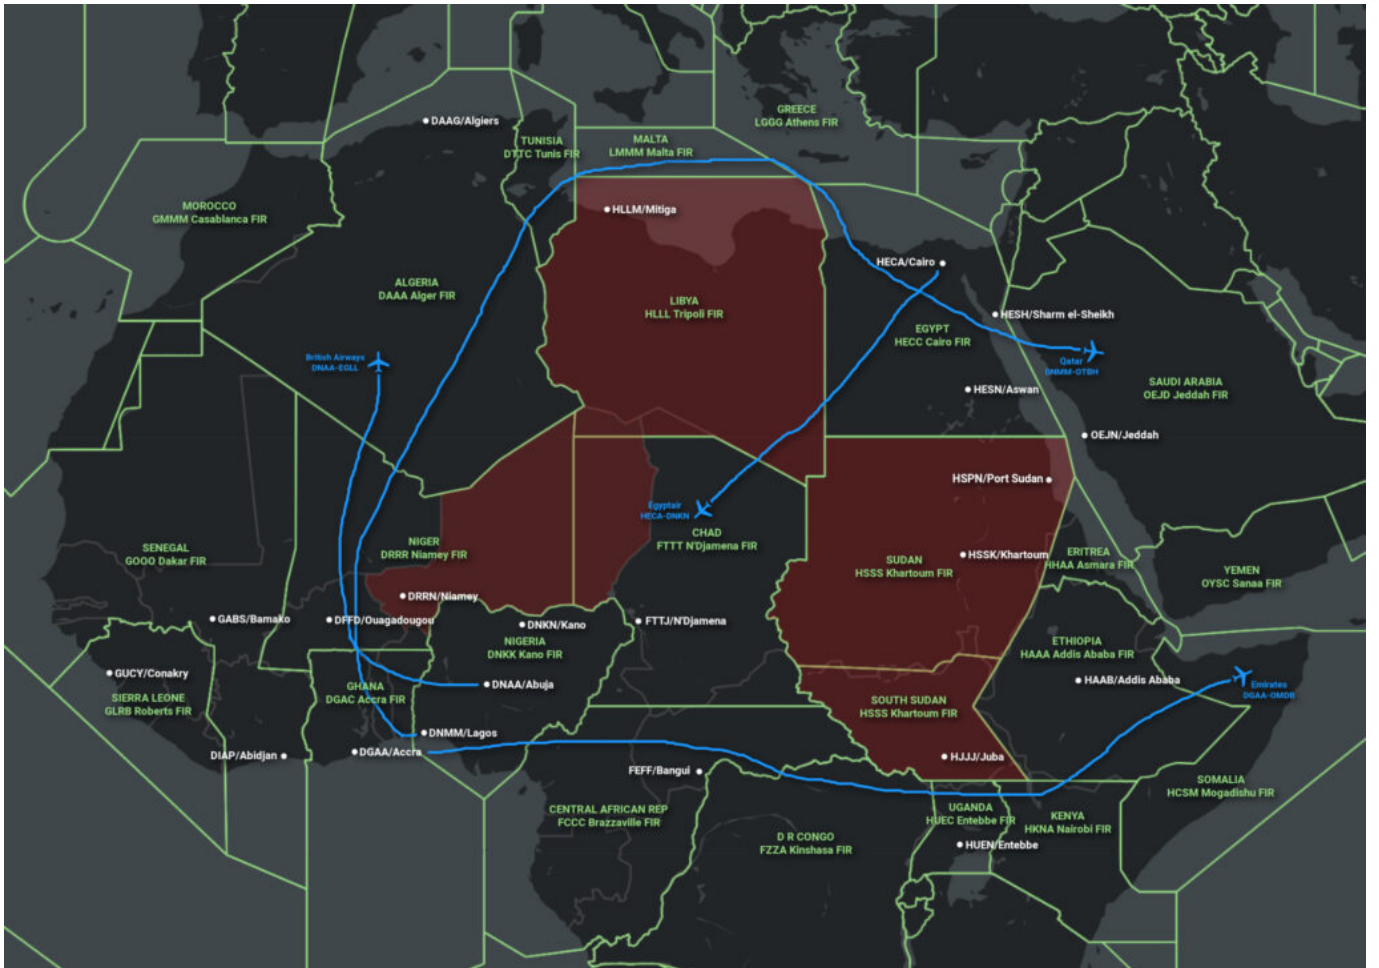 GREECE
LGGG Athens FIR
DAAG/Algiers
TUNISIA
DTTC Tunis FIR
MALTA
LMMM Malta FIR
MOROCCO
GMMM Casablanca FIR
HLLM/Mitiga
HECA/Cairo
ALGERIA
DAAA Alger FIR
LIBYA
HLLL Tripoli FIR
HESH/Sharm el-Sheikh
EGYPT
HECC Cairo FIR
British Airways
DNAA-EGLL
Qatar
DNMM-OTBH
SAUDI ARABIA
OEJD Jeddah FIR
HESN/Aswan
OEJN/Jeddah
HSPN/Port Sudan
Egyptair
HECA-DNKN
CHAD
FTTT N'Djamena FIR
NIGER
DRRR Niamey FIR
SENEGAL
GOOO Dakar FIR
SUDAN
HSSS Khartoum FIR
HSSK/Khartoum
ERITREA
HHAA Asmara FIR
YEMEN
OYSC Sanaa FIR
DRRN/Niamey
GABS/Bamako
DFFD/Ouagadougou
DNKN/Kano
FTTJ/N'Djamena
NIGERIA
DNKK Kano FIR
ETHIOPIA
HAAA Addis Ababa FIR
GUCY/Conakry
SIERRA LEONE
GLRB Roberts FIR
GHANA
DGAC Accra FIR
DNAA/Abuja
HAAB/Addis Ababa
Emirates
DGAA-OMDB
SOUTH SUDAN
HSSS Khartoum FIR
DNMM/Lagos
DIAP/Abidjan
DGAA/Accra
HJJJ/Juba
FEFF/Bangui
SOMALIA
HCSM Mogadishu FIR
CENTRAL AFRICAN REP
FCCC Brazzaville FIR
UGANDA
HUEC Entebbe FIR
KENYA
HKNA Nairobi FIR
D R CONGO
FZZA Kinshasa FIR
HUEN/Entebbe